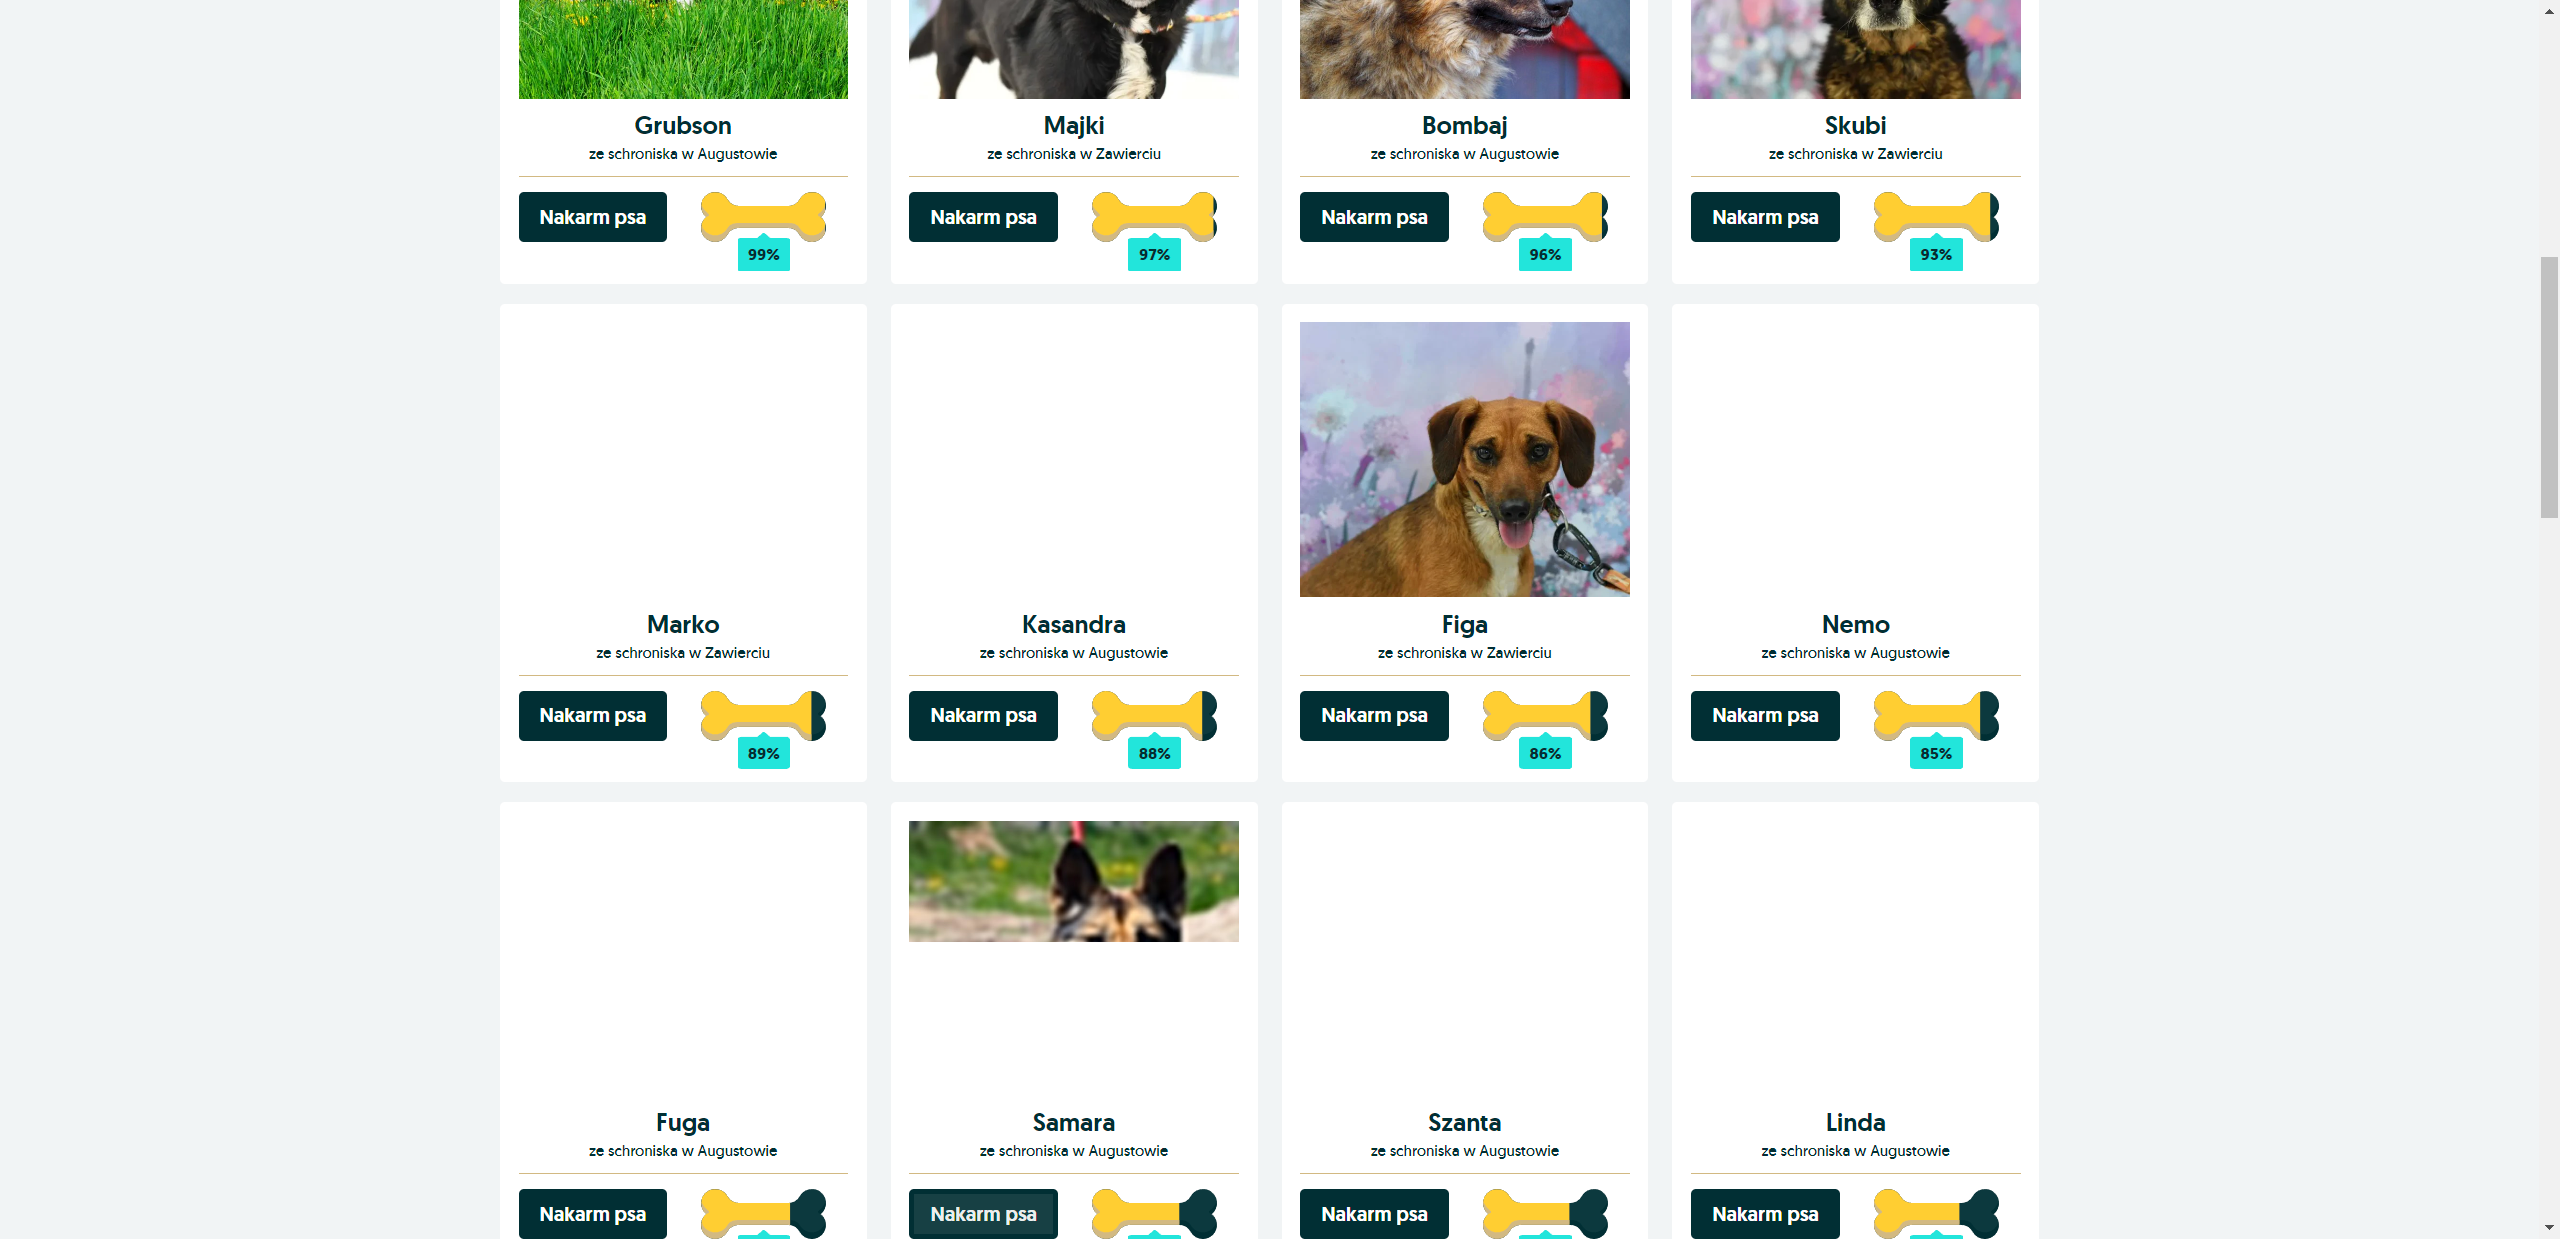 Grubson
ze schroniska w Augustowie
Nakarm psa
99%
Majki
ze schroniska w Zawierciu
Nakarm psa
97%
Bombaj
ze schroniska w Augustowie
Nakarm psa
96%
Skubi
ze schroniska w Zawierciu
Nakarm psa
93%
Marko
ze schroniska w Zawierciu
Nakarm psa
89%
Kasandra
ze schroniska w Augustowie
Nakarm psa
88%
Figa
ze schroniska w Zawierciu
Nakarm psa
86%
Nemo
ze schroniska w Augustowie
Nakarm psa
85%
Fuga
ze schroniska w Augustowie
Nakarm psa
Samara
ze schroniska w Augustowie
Nakarm psa
Szanta
ze schroniska w Augustowie
Nakarm psa
Linda
ze schroniska w Augustowie
Nakarm psa